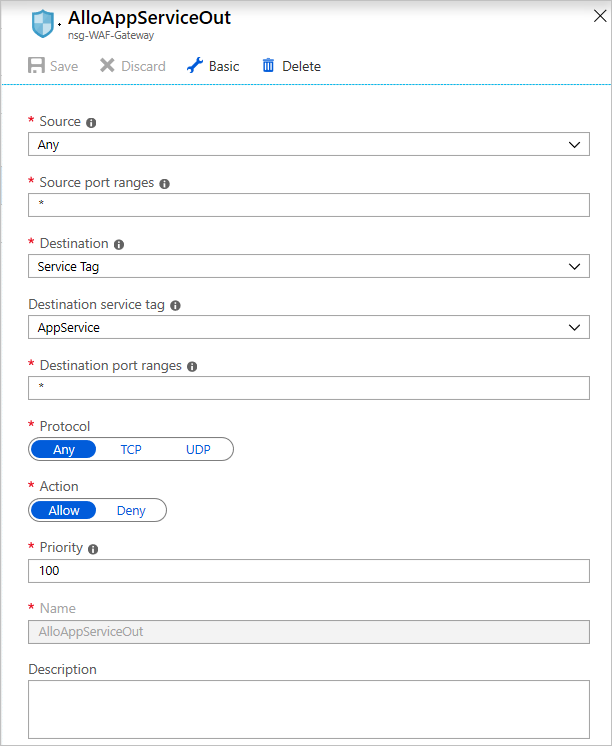 AlloAppServiceOut
nsg-WAF-Gateway
Save Discard Basic Delete
* Source
Any
* Source port ranges
*
* Destination
Service Tag
Destination service tag
AppService
* Destination port ranges
*
* Protocol
Any TCP UDP
* Action
Allow Deny
* Priority
100
* Name
AlloAppServiceOut
Description